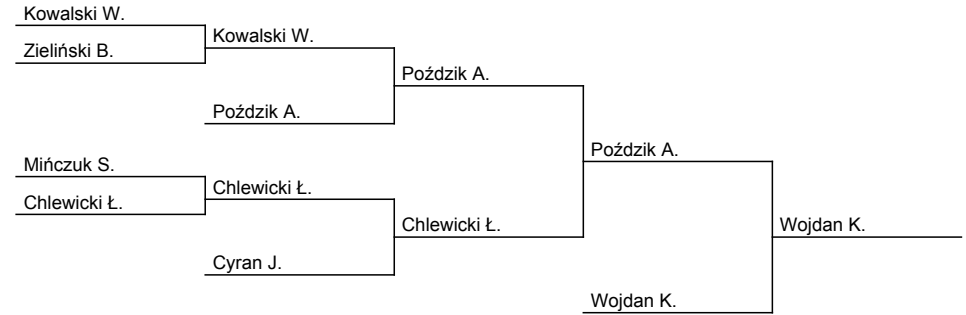 Kowalski W.
Zieliński B.
Kowalski W.
Poździk A.
Poździk A.
Mińczuk S.
Chlewicki Ł.
Chlewicki Ł.
Cyran J.
Chlewicki Ł.
Poździk A.
Wojdan K.
Wojdan K.